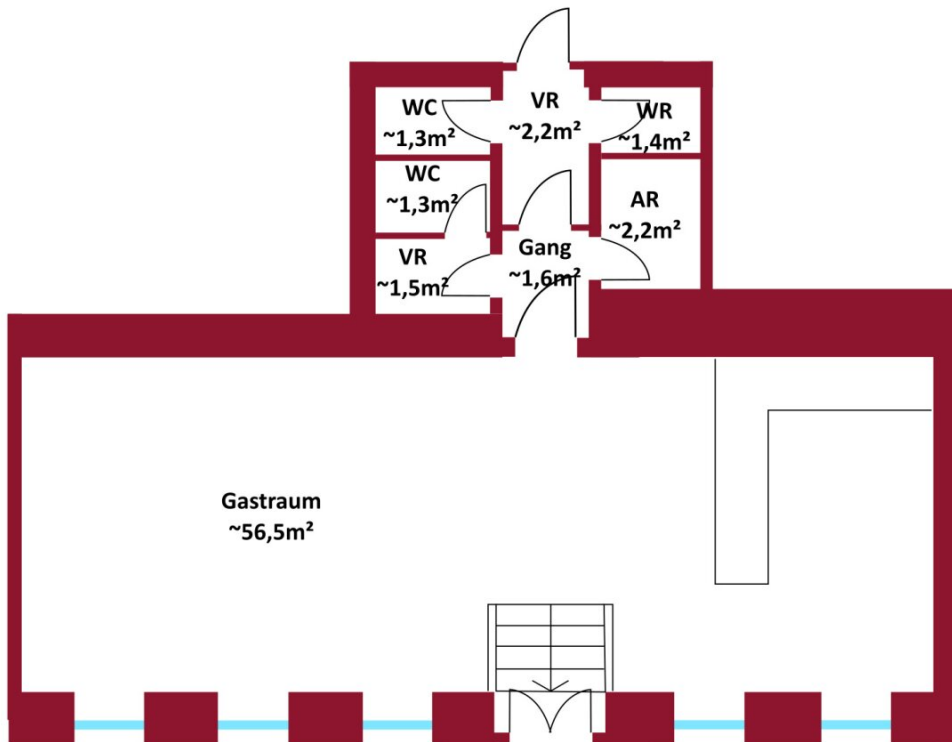 WC
~1,3m²
VR
~2,2m²
WR
~1,4m²
WC
~1,3m²
AR
~2,2m²
VR
~1,5m²
Gang
~1,6m²
Gastraum
~56,5m²